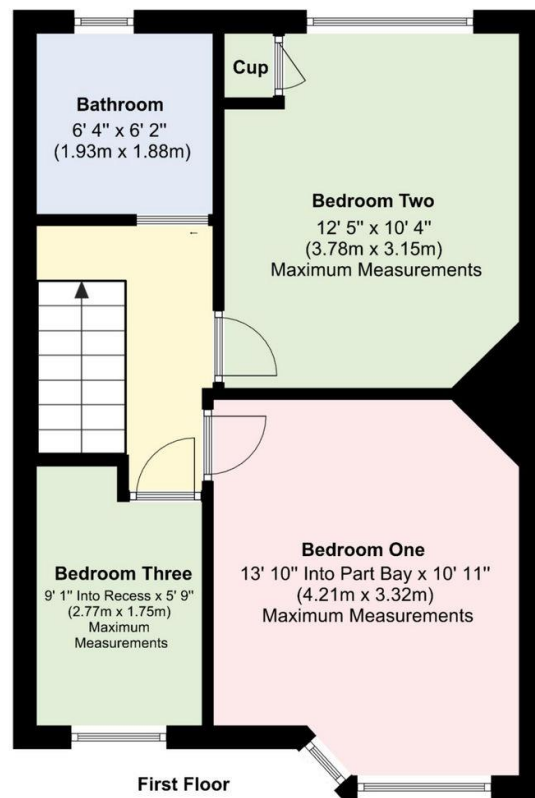 Bathroom
6' 4" x 6' 2"
(1.93m x 1.88m)
Cup
Bedroom Two
12' 5" x 10' 4"
(3.78m x 3.15m)
Maximum Measurements
Bedroom Three
9' 1" Into Recess x 5' 9"
(2.77m x 1.75m)
Maximum
Measurements
Bedroom One
13' 10" Into Part Bay x 10' 11"
(4.21m x 3.32m)
Maximum Measurements
First Floor